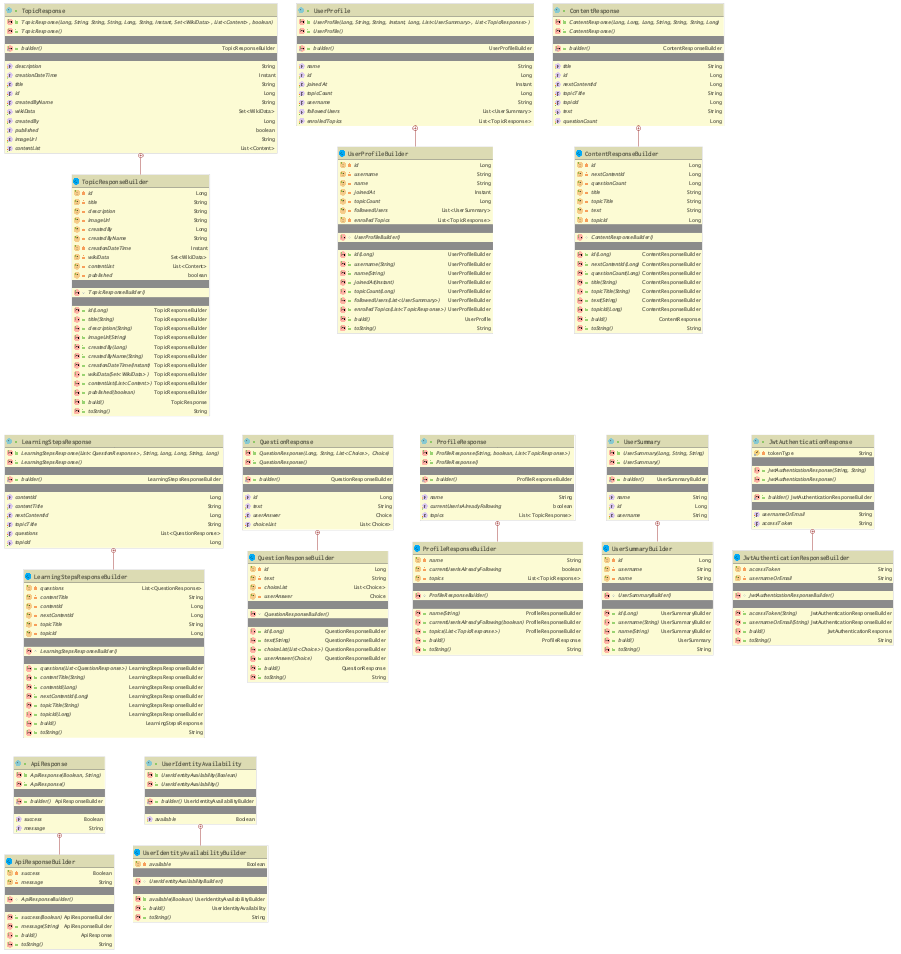 TopicResponse
TopicResponse(Long, String, String, String, Long, String, Instant, Set<WikiData>, List<Content>, boolean)
TopicResponse()
builder() TopicResponseBuilder
description String
creationDateTime Instant
title String
id Long
createdByName String
wikiData Set<WikiData>
createdBy Long
published boolean
imageUrl String
contentList List<Content>
TopicResponseBuilder
id Long
title String
description String
imageUrl String
createdBy Long
createdByName String
creationDateTime Instant
wikiData Set<WikiData>
contentList List<Content>
published boolean
TopicResponseBuilder()
id(Long) TopicResponseBuilder
title(String) TopicResponseBuilder
description(String) TopicResponseBuilder
imageUrl(String) TopicResponseBuilder
createdBy(Long) TopicResponseBuilder
createdByName(String) TopicResponseBuilder
creationDateTime(Instant) TopicResponseBuilder
wikiData(Set<WikiData>) TopicResponseBuilder
contentList(List<Content>) TopicResponseBuilder
published(boolean) TopicResponseBuilder
build() TopicResponse
toString() String
UserProfile
UserProfile(Long, String, String, Instant, Long, List<UserSummary>, List<TopicResponse>)
UserProfile()
builder() UserProfileBuilder
name String
id Long
joinedAt Instant
topicCount Long
username String
followedUsers List<UserSummary>
enrolledTopics List<TopicResponse>
UserProfileBuilder
id Long
username String
name String
joinedAt Instant
topicCount Long
followedUsers List<UserSummary>
enrolledTopics List<TopicResponse>
UserProfileBuilder()
id(Long) UserProfileBuilder
username(String) UserProfileBuilder
name(String) UserProfileBuilder
joinedAt(Instant) UserProfileBuilder
topicCount(Long) UserProfileBuilder
followedUsers(List<UserSummary>) UserProfileBuilder
enrolledTopics(List<TopicResponse>) UserProfileBuilder
build() UserProfile
toString() String
ContentResponse
ContentResponse(Long, Long, Long, String, String, String, Long)
ContentResponse()
builder() ContentResponseBuilder
title String
id Long
nextContentId Long
topicTitle String
topicId Long
text String
questionCount Long
ContentResponseBuilder
id Long
nextContentId Long
questionCount Long
title String
topicTitle String
text String
topicId Long
ContentResponseBuilder()
id(Long) ContentResponseBuilder
nextContentId(Long) ContentResponseBuilder
questionCount(Long) ContentResponseBuilder
title(String) ContentResponseBuilder
topicTitle(String) ContentResponseBuilder
text(String) ContentResponseBuilder
topicId(Long) ContentResponseBuilder
build() ContentResponse
toString() String
LearningStepsResponse
LearningStepsResponse(List<QuestionResponse>, String, Long, Long, String, Long)
LearningStepsResponse()
builder() LearningStepsResponseBuilder
contentId Long
contentTitle String
nextContentId Long
topicTitle String
questions List<QuestionResponse>
topicId Long
LearningStepsResponseBuilder
questions List<QuestionResponse>
contentTitle String
contentId Long
nextContentId Long
topicTitle String
topicId Long
LearningStepsResponseBuilder()
questions(List<QuestionResponse>) LearningStepsResponseBuilder
contentTitle(String) LearningStepsResponseBuilder
contentId(Long) LearningStepsResponseBuilder
nextContentId(Long) LearningStepsResponseBuilder
topicTitle(String) LearningStepsResponseBuilder
topicId(Long) LearningStepsResponseBuilder
build() LearningStepsResponse
toString() String
QuestionResponse
QuestionResponse(Long, String, List<Choice>, Choice)
QuestionResponse()
builder() QuestionResponseBuilder
id Long
text String
userAnswer Choice
choiceList List<Choice>
QuestionResponseBuilder
id Long
text String
choiceList List<Choice>
userAnswer Choice
QuestionResponseBuilder()
id(Long) QuestionResponseBuilder
text(String) QuestionResponseBuilder
choiceList(List<Choice>) QuestionResponseBuilder
userAnswer(Choice) QuestionResponseBuilder
build() QuestionResponse
toString() String
ProfileResponse
ProfileResponse(String, boolean, List<TopicResponse>)
ProfileResponse()
builder() ProfileResponseBuilder
name String
currentUserIsAlreadyFollowing boolean
topics List<TopicResponse>
ProfileResponseBuilder
name String
currentUserIsAlreadyFollowing boolean
topics List<TopicResponse>
ProfileResponseBuilder()
name(String) ProfileResponseBuilder
currentUserIsAlreadyFollowing(boolean) ProfileResponseBuilder
topics(List<TopicResponse>) ProfileResponseBuilder
build() ProfileResponse
toString() String
UserSummary
UserSummary(Long, String, String)
UserSummary()
builder() UserSummaryBuilder
name String
id Long
username String
UserSummaryBuilder
id Long
username String
name String
UserSummaryBuilder()
id(Long) UserSummaryBuilder
username(String) UserSummaryBuilder
name(String) UserSummaryBuilder
build() UserSummary
toString() String
JwtAuthenticationResponse
tokenType String
JwtAuthenticationResponse(String, String)
JwtAuthenticationResponse()
builder() JwtAuthenticationResponseBuilder
usernameOrEmail String
accessToken String
JwtAuthenticationResponseBuilder
accessToken String
usernameOrEmail String
JwtAuthenticationResponseBuilder()
accessToken(String) JwtAuthenticationResponseBuilder
usernameOrEmail(String) JwtAuthenticationResponseBuilder
build() JwtAuthenticationResponse
toString() String
ApiResponse
ApiResponse(Boolean, String)
ApiResponse()
builder() ApiResponseBuilder
success Boolean
message String
ApiResponseBuilder
success Boolean
message String
ApiResponseBuilder()
success(Boolean) ApiResponseBuilder
message(String) ApiResponseBuilder
build() ApiResponse
toString() String
UserIdentityAvailability
UserIdentityAvailability(Boolean)
UserIdentityAvailability()
builder() UserIdentityAvailabilityBuilder
available Boolean
UserIdentityAvailabilityBuilder
available Boolean
UserIdentityAvailabilityBuilder()
available(Boolean) UserIdentityAvailabilityBuilder
build() UserIdentityAvailability
toString() String